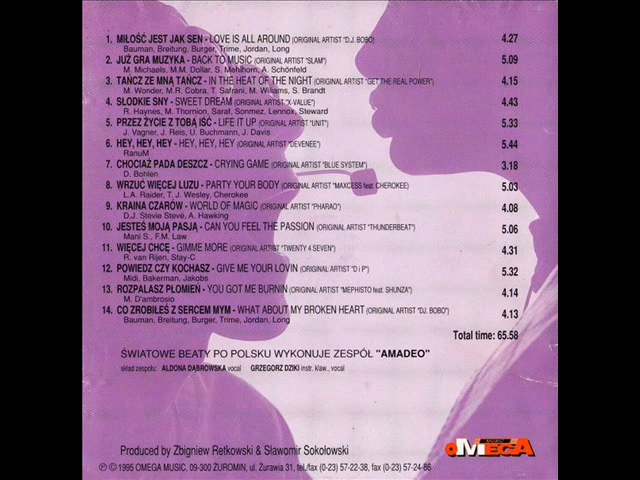 1. MIŁOŚĆ JEST JAK SEN - LOVE IS ALL AROUND (ORIGINAL ARTIST "D.J. BOBO) 4.27
Bauman, Breitung, Burger, Trime, Jordan, Long
2. JUŻ GRA MUZYKA - BACK TO MUSIC (ORIGINAL ARTIST "SLAM") 5.09
M. Michaels, M.M. Dollar, S. Mehlhorn, A. Schönfeld
3. TAŃCZ ZE MNĄ TAŃCZ - IN THE HEAT OF THE NIGHT (ORIGINAL ARTIST "GET THE REAL POWER") 4.15
M. Wonder, M.R. Cobra, T. Safrani, M. Wiliams, S. Brandt
4. SŁODKIE SNY - SWEET DREAM (ORIGINAL ARTIST "X-VALUE") 4.43
R. Haynes, M. Thornion, Saraf, Sonmez, Lennox, Steward
5. PRZEZ ŻYCIE Z TOBĄ IŚĆ - LIFE IT UP (ORIGINAL ARTIST "UNIT") 5.33
J. Vagner, J. Reis, U. Buchmann, J. Davis
6. HEY, HEY, HEY - HEY, HEY, HEY (ORIGINAL ARTIST "DEVENEE") 5.44
RanuM
7. CHOCIAŻ PADA DESZCZ - CRYING GAME (ORIGINAL ARTIST "BLUE SYSTEM") 3.18
D. Bohlen
8. WRZUĆ WIĘCEJ LUZU - PARTY YOUR BODY (ORIGINAL ARTIST "MAXCESS feat. CHEROKEE) 5.03
L.A. Raider, T. J. Wesley, Cherokee
9. KRAINA CZARÓW - WORLD OF MAGIC (ORIGINAL ARTIST "PHARAO") 4.08
D.J. Stevie Steve, A. Hawking
10. JESTEŚ MOJĄ PASJĄ - CAN YOU FEEL THE PASSION (ORIGINAL ARTIST "THUNDERBEAT") 5.06
Mani S., F.M. Law
11. WIĘCEJ CHCĘ - GIMME MORE (ORIGINAL ARTIST "TWENTY 4 SEVEN) 4.31
R. van Rijen, Stay-C
12. POWIEDZ CZY KOCHASZ - GIVE ME YOUR LOVIN (ORIGINAL ARTIST "D i P") 5.32
Midi, Bakerman, Jakobs
13. ROZPALASZ PŁOMIEŃ - YOU GOT ME BURNIN (ORIGINAL ARTIST "MEPHISTO feat. SHUNZA") 4.14
M. D'ambrosio
14. CO ZROBIŁEŚ Z SERCEM MYM - WHAT ABOUT MY BROKEN HEART (ORIGINAL ARTIST "DJ. BOBO) 4.13
Bauman, Breitung, Burger, Trime, Jordan, Long
Total time: 65.58
ŚWIATOWE BEATY PO POLSKU WYKONUJE ZESPÓŁ "AMADEO"
skład zespołu: ALDONA DĄBROWSKA vocal GRZEGORZ DZIKI instr. klaw., vocal
Produced by Zbigniew Retkowski & Sławomir Sokołowski
OMEGA
℗ © 1995 OMEGA MUSIC, 09-300 ŻUROMIN, ul. Żurawia 31, tel./fax (0-23) 57-22-38, fax (0-23) 57-24-86